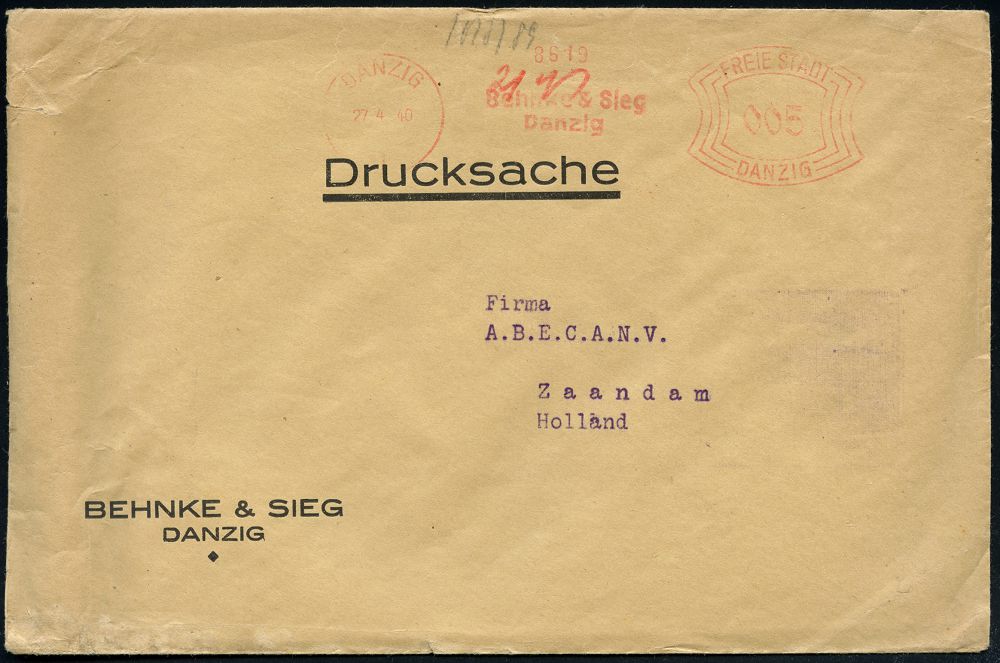 8619
DANZIG
27.4.40
Behnke & Sieg
Danzig
FREIE STADT
005
DANZIG
Drucksache
Firma
A.B.E.C.A.N.V.
Zaandam
Holland
BEHNKE & SIEG
DANZIG